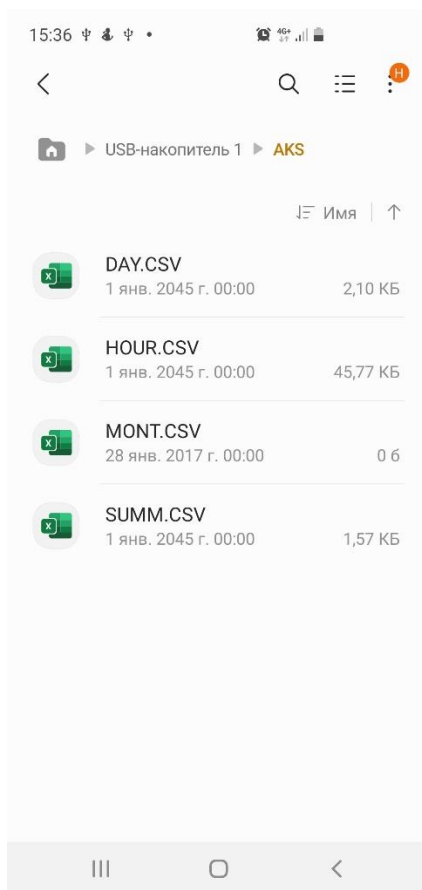 15:36 4G+
H
USB-накопитель 1 AKS
Имя
DAY.CSV
1 янв. 2045 г. 00:00 2,10 КБ
HOUR.CSV
1 янв. 2045 г. 00:00 45,77 КБ
MONT.CSV
28 янв. 2017 г. 00:00 0 б
SUMM.CSV
1 янв. 2045 г. 00:00 1,57 КБ